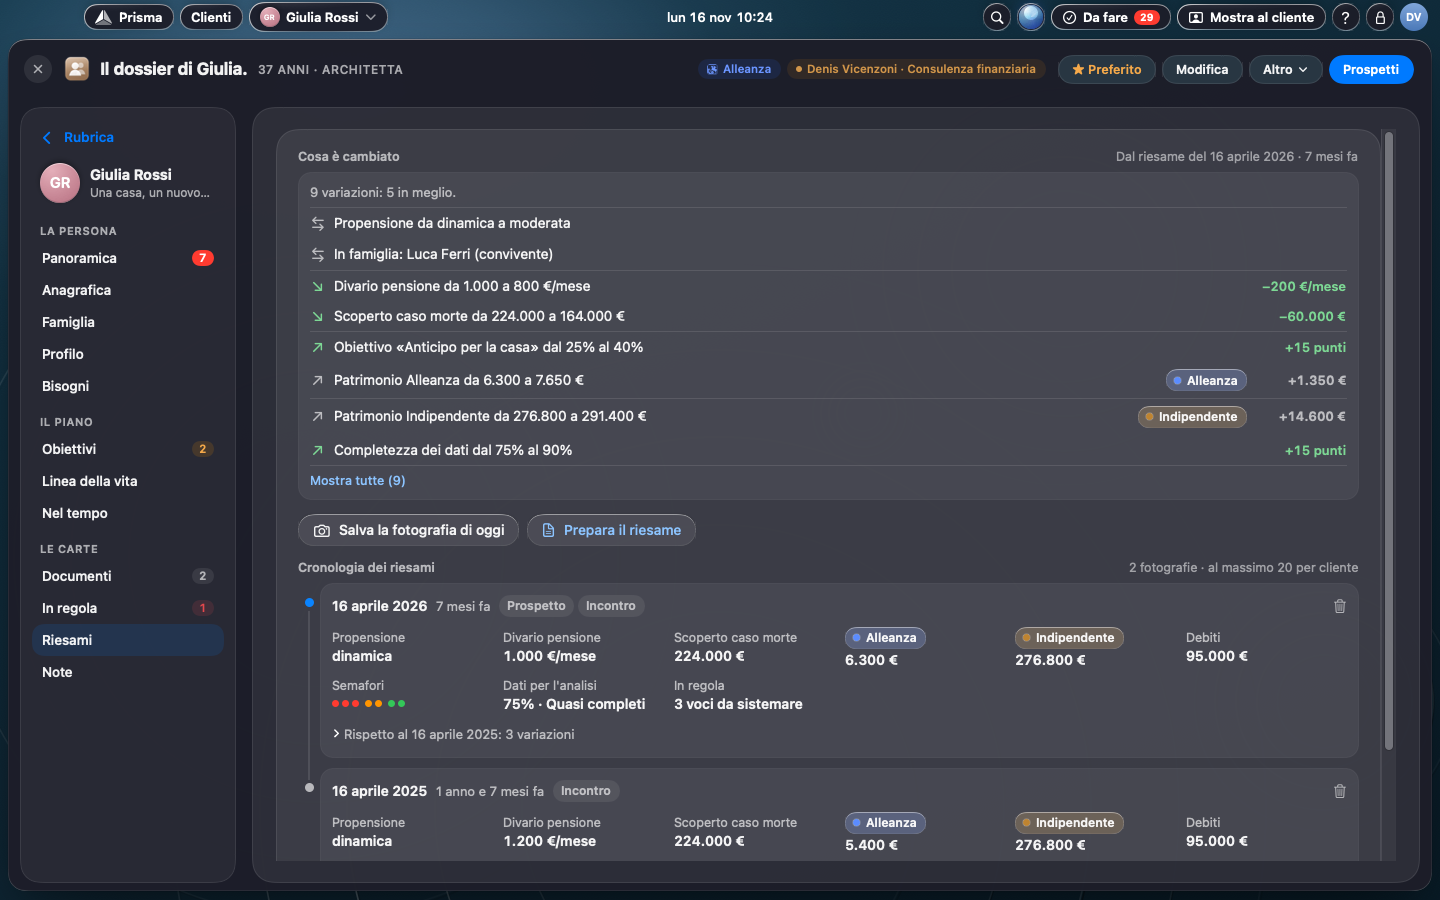 Prisma
Clienti
GR Giulia Rossi
lun 16 nov 10:24
Da fare 29
Mostra al cliente
?
DV
Il dossier di Giulia. 37 ANNI · ARCHITETTA
Alleanza
Denis Vicenzoni · Consulenza finanziaria
Preferito
Modifica
Altro
Prospetti
Rubrica
GR
Giulia Rossi
Una casa, un nuovo...
LA PERSONA
Panoramica 7
Anagrafica
Famiglia
Profilo
Bisogni
IL PIANO
Obiettivi 2
Linea della vita
Nel tempo
LE CARTE
Documenti 2
In regola 1
Riesami
Note
Cosa è cambiato
Dal riesame del 16 aprile 2026 · 7 mesi fa
9 variazioni: 5 in meglio.
Propensione da dinamica a moderata
In famiglia: Luca Ferri (convivente)
Divario pensione da 1.000 a 800 €/mese −200 €/mese
Scoperto caso morte da 224.000 a 164.000 € −60.000 €
Obiettivo «Anticipo per la casa» dal 25% al 40% +15 punti
Patrimonio Alleanza da 6.300 a 7.650 € Alleanza +1.350 €
Patrimonio Indipendente da 276.800 a 291.400 € Indipendente +14.600 €
Completezza dei dati dal 75% al 90% +15 punti
Mostra tutte (9)
Salva la fotografia di oggi
Prepara il riesame
Cronologia dei riesami
2 fotografie · al massimo 20 per cliente
16 aprile 2026 7 mesi fa Prospetto Incontro
Propensione Divario pensione Scoperto caso morte Alleanza Indipendente Debiti
dinamica 1.000 €/mese 224.000 € 6.300 € 276.800 € 95.000 €
Semafori Dati per l'analisi In regola
75% · Quasi completi 3 voci da sistemare
Rispetto al 16 aprile 2025: 3 variazioni
16 aprile 2025 1 anno e 7 mesi fa Incontro
Propensione Divario pensione Scoperto caso morte Alleanza Indipendente Debiti
dinamica 1.200 €/mese 224.000 € 5.400 € 276.800 € 95.000 €